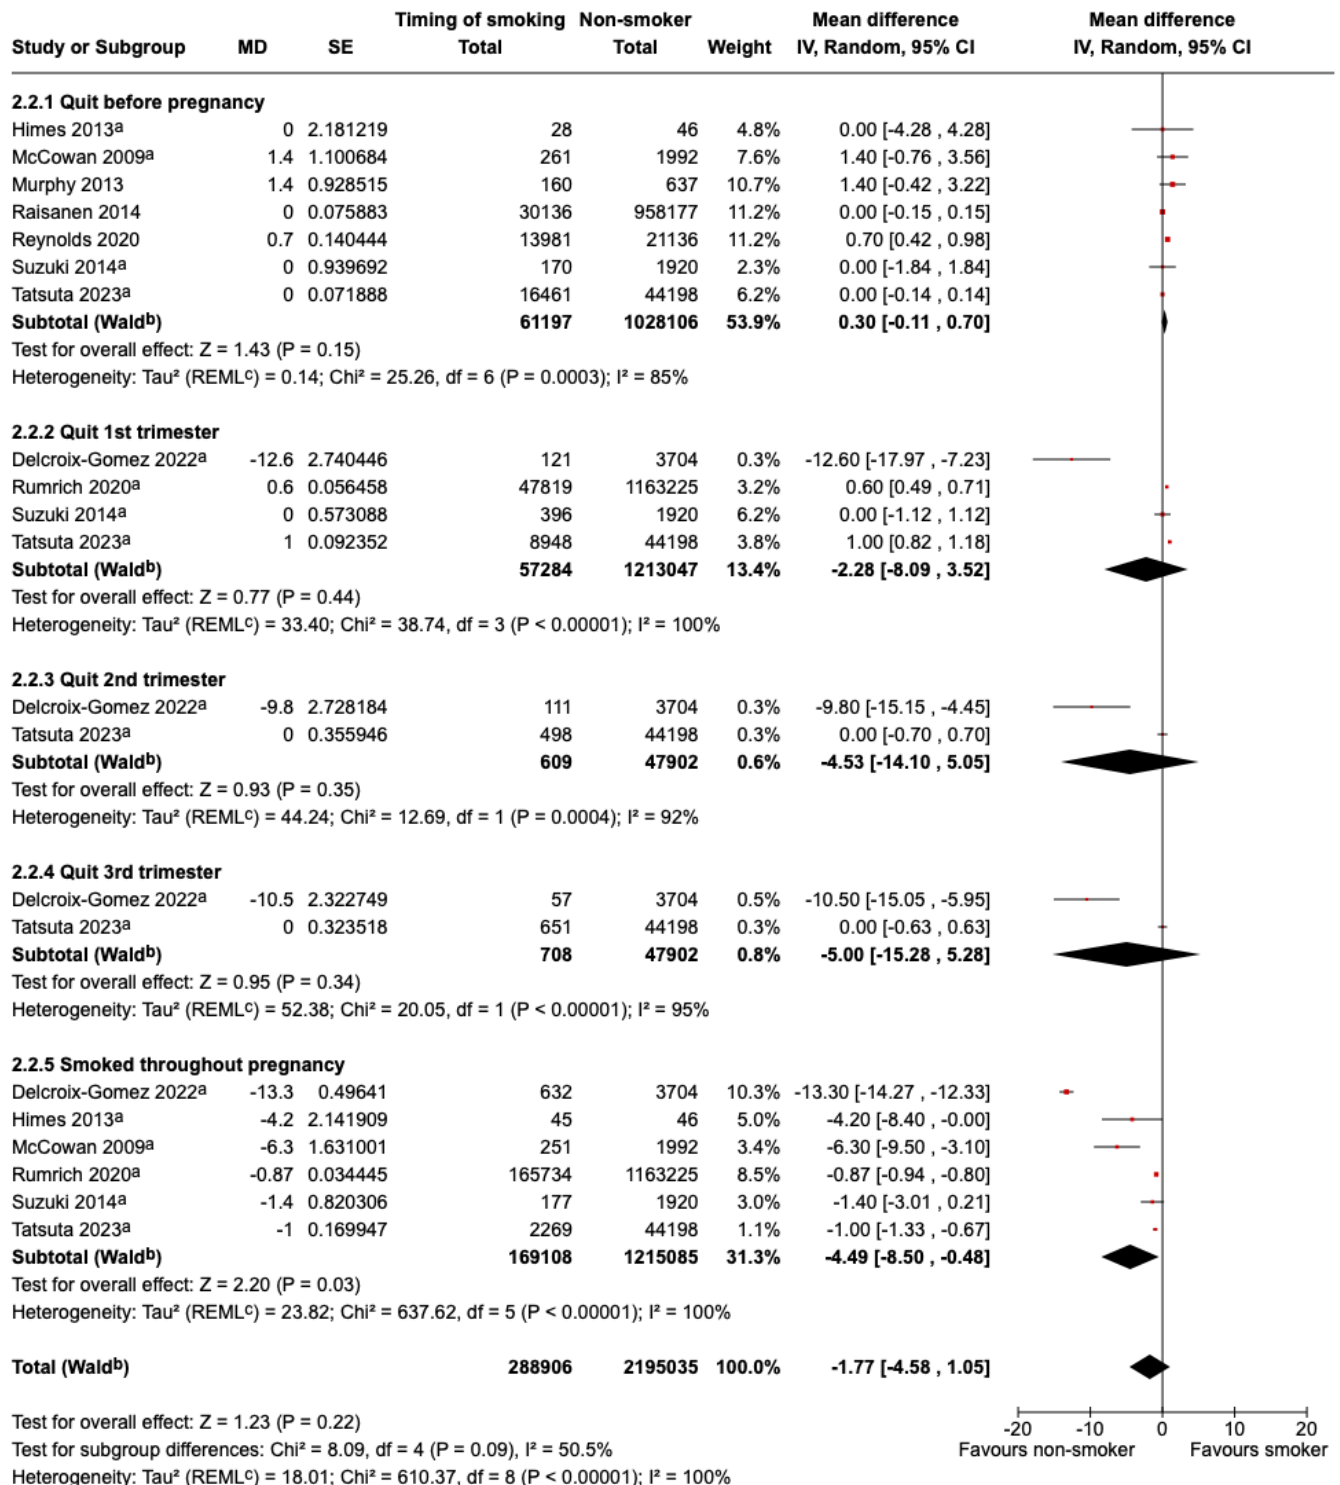 Timing of smoking Non-smoker Mean difference Mean difference
Study or Subgroup MD SE Total Total Weight IV, Random, 95% CI IV, Random, 95% CI
2.2.1 Quit before pregnancy
Himes 2013a 0 2.181219 28 46 4.8% 0.00 [-4.28 , 4.28]
McCowan 2009a 1.4 1.100684 261 1992 7.6% 1.40 [-0.76 , 3.56]
Murphy 2013 1.4 0.928515 160 637 10.7% 1.40 [-0.42 , 3.22]
Raisanen 2014 0 0.075883 30136 958177 11.2% 0.00 [-0.15 , 0.15]
Reynolds 2020 0.7 0.140444 13981 21136 11.2% 0.70 [0.42 , 0.98]
Suzuki 2014a 0 0.939692 170 1920 2.3% 0.00 [-1.84 , 1.84]
Tatsuta 2023a 0 0.071888 16461 44198 6.2% 0.00 [-0.14 , 0.14]
Subtotal (Waldb) 61197 1028106 53.9% 0.30 [-0.11 , 0.70]
Test for overall effect: Z = 1.43 (P = 0.15)
Heterogeneity: Tau² (REMLc) = 0.14; Chi² = 25.26, df = 6 (P = 0.0003); I² = 85%
2.2.2 Quit 1st trimester
Delcroix-Gomez 2022a -12.6 2.740446 121 3704 0.3% -12.60 [-17.97 , -7.23]
Rumrich 2020a 0.6 0.056458 47819 1163225 3.2% 0.60 [0.49 , 0.71]
Suzuki 2014a 0 0.573088 396 1920 6.2% 0.00 [-1.12 , 1.12]
Tatsuta 2023a 1 0.092352 8948 44198 3.8% 1.00 [0.82 , 1.18]
Subtotal (Waldb) 57284 1213047 13.4% -2.28 [-8.09 , 3.52]
Test for overall effect: Z = 0.77 (P = 0.44)
Heterogeneity: Tau² (REMLc) = 33.40; Chi² = 38.74, df = 3 (P < 0.00001); I² = 100%
2.2.3 Quit 2nd trimester
Delcroix-Gomez 2022a -9.8 2.728184 111 3704 0.3% -9.80 [-15.15 , -4.45]
Tatsuta 2023a 0 0.355946 498 44198 0.3% 0.00 [-0.70 , 0.70]
Subtotal (Waldb) 609 47902 0.6% -4.53 [-14.10 , 5.05]
Test for overall effect: Z = 0.93 (P = 0.35)
Heterogeneity: Tau² (REMLc) = 44.24; Chi² = 12.69, df = 1 (P = 0.0004); I² = 92%
2.2.4 Quit 3rd trimester
Delcroix-Gomez 2022a -10.5 2.322749 57 3704 0.5% -10.50 [-15.05 , -5.95]
Tatsuta 2023a 0 0.323518 651 44198 0.3% 0.00 [-0.63 , 0.63]
Subtotal (Waldb) 708 47902 0.8% -5.00 [-15.28 , 5.28]
Test for overall effect: Z = 0.95 (P = 0.34)
Heterogeneity: Tau² (REMLc) = 52.38; Chi² = 20.05, df = 1 (P < 0.00001); I² = 95%
2.2.5 Smoked throughout pregnancy
Delcroix-Gomez 2022a -13.3 0.49641 632 3704 10.3% -13.30 [-14.27 , -12.33]
Himes 2013a -4.2 2.141909 45 46 5.0% -4.20 [-8.40 , -0.00]
McCowan 2009a -6.3 1.631001 251 1992 3.4% -6.30 [-9.50 , -3.10]
Rumrich 2020a -0.87 0.034445 165734 1163225 8.5% -0.87 [-0.94 , -0.80]
Suzuki 2014a -1.4 0.820306 177 1920 3.0% -1.40 [-3.01 , 0.21]
Tatsuta 2023a -1 0.169947 2269 44198 1.1% -1.00 [-1.33 , -0.67]
Subtotal (Waldb) 169108 1215085 31.3% -4.49 [-8.50 , -0.48]
Test for overall effect: Z = 2.20 (P = 0.03)
Heterogeneity: Tau² (REMLc) = 23.82; Chi² = 637.62, df = 5 (P < 0.00001); I² = 100%
Total (Waldb) 288906 2195035 100.0% -1.77 [-4.58 , 1.05]
Test for overall effect: Z = 1.23 (P = 0.22)
-20 -10 0 10 20
Test for subgroup differences: Chi² = 8.09, df = 4 (P = 0.09), I² = 50.5%
Favours non-smoker Favours smoker
Heterogeneity: Tau² (REMLc) = 18.01; Chi² = 610.37, df = 8 (P < 0.00001); I² = 100%